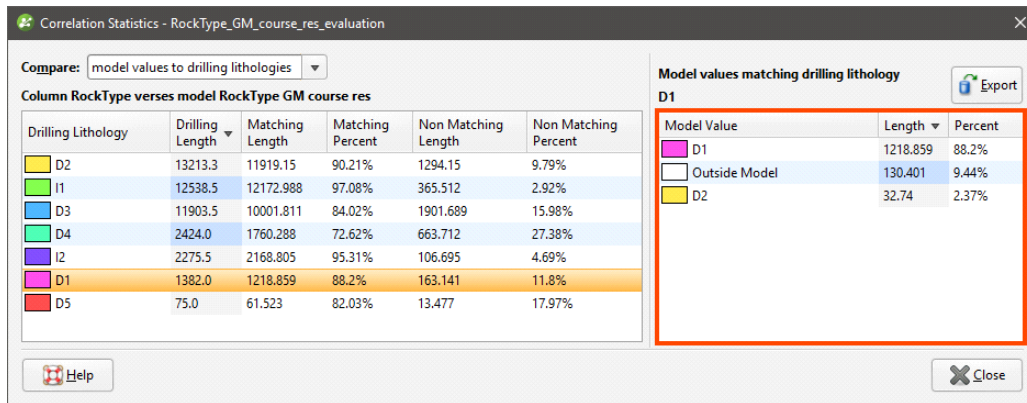 Correlation Statistics - RockType_GM_course_res_evaluation
Compare: model values to drilling lithologies
Column RockType verses model RockType GM course res
Drilling Lithology Drilling Length Matching Length Matching Percent Non Matching Length Non Matching Percent
D2 13213.3 11919.15 90.21% 1294.15 9.79%
I1 12538.5 12172.988 97.08% 365.512 2.92%
D3 11903.5 10001.811 84.02% 1901.689 15.98%
D4 2424.0 1760.288 72.62% 663.712 27.38%
I2 2275.5 2168.805 95.31% 106.695 4.69%
D1 1382.0 1218.859 88.2% 163.141 11.8%
D5 75.0 61.523 82.03% 13.477 17.97%
Model values matching drilling lithology
D1
Export
Model Value Length Percent
D1 1218.859 88.2%
Outside Model 130.401 9.44%
D2 32.74 2.37%
Help
Close